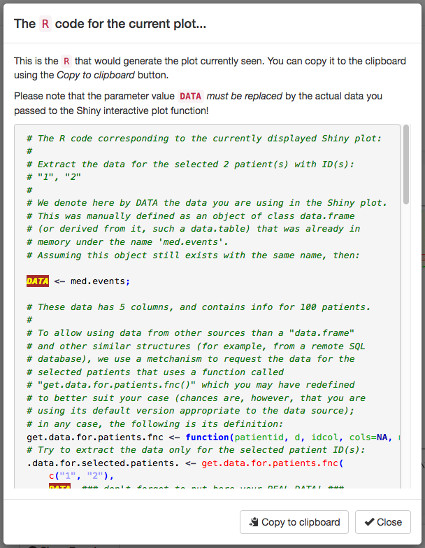 The R code for the current plot...
This is the R that would generate the plot currently seen. You can copy it to the clipboard
using the Copy to clipboard button.
Please note that the parameter value DATA must be replaced by the actual data you
passed to the Shiny interactive plot function!
# The R code corresponding to the currently displayed Shiny plot:
#
# Extract the data for the selected 2 patient(s) with ID(s):
# "1", "2"
#
# We denote here by DATA the data you are using in the Shiny plot.
# This was manually defined as an object of class data.frame
# (or derived from it, such a data.table) that was already in
# memory under the name 'med.events'.
# Assuming this object still exists with the same name, then:
DATA <- med.events;
# These data has 5 columns, and contains info for 100 patients.
#
# To allow using data from other sources than a "data.frame"
# and other similar structures (for example, from a remote SQL
# database), we use a metchanism to request the data for the
# selected patients that uses a function called
# "get.data.for.patients.fnc()" which you may have redefined
# to better suit your case (chances are, however, that you are
# using its default version appropriate to the data source);
# in any case, the following is its definition:
get.data.for.patients.fnc <- function(patientid, d, idcol, cols=NA,
# Try to extract the data only for the selected patient ID(s):
.data.for.selected.patients. <- get.data.for.patients.fnc(
c("1", "2"),
DATA, ### don't forget to put here your REAL DATA! ###
Copy to clipboard
Close